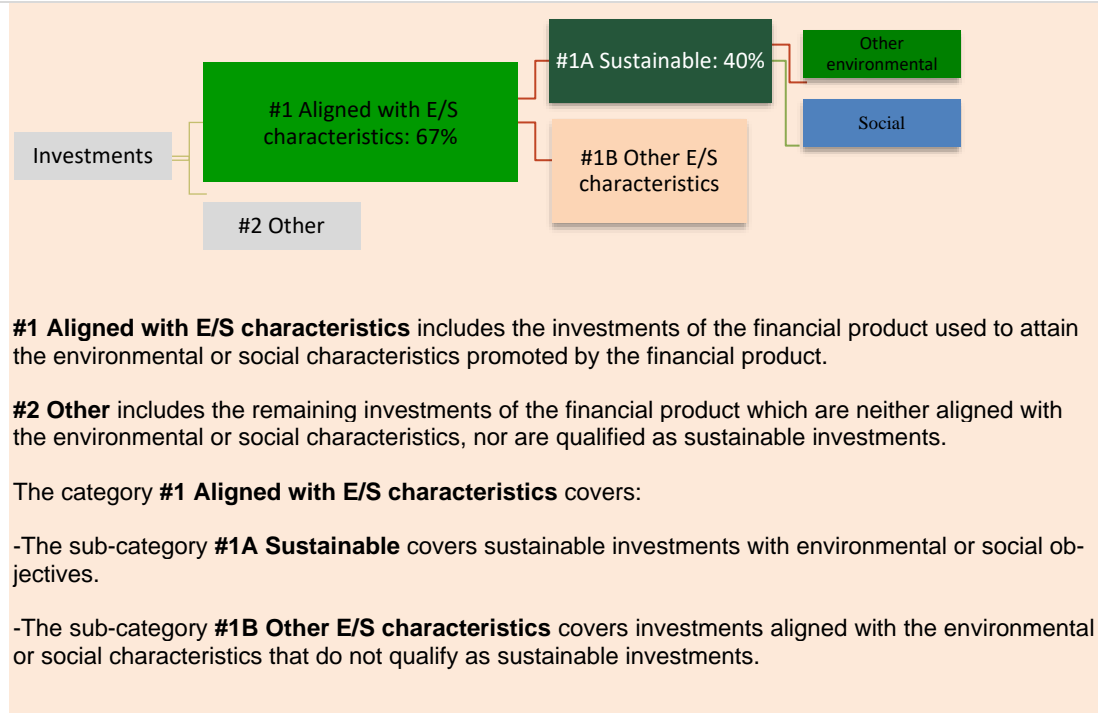 Investments
#1 Aligned with E/S
characteristics: 67%
#2 Other
#1A Sustainable: 40%
#1B Other E/S
characteristics
Other
environmental
Social
#1 Aligned with E/S characteristics includes the investments of the financial product used to attain
the environmental or social characteristics promoted by the financial product.
#2 Other includes the remaining investments of the financial product which are neither aligned with
the environmental or social characteristics, nor are qualified as sustainable investments.
The category #1 Aligned with E/S characteristics covers:
-The sub-category #1A Sustainable covers sustainable investments with environmental or social ob-
jectives.
-The sub-category #1B Other E/S characteristics covers investments aligned with the environmental
or social characteristics that do not qualify as sustainable investments.